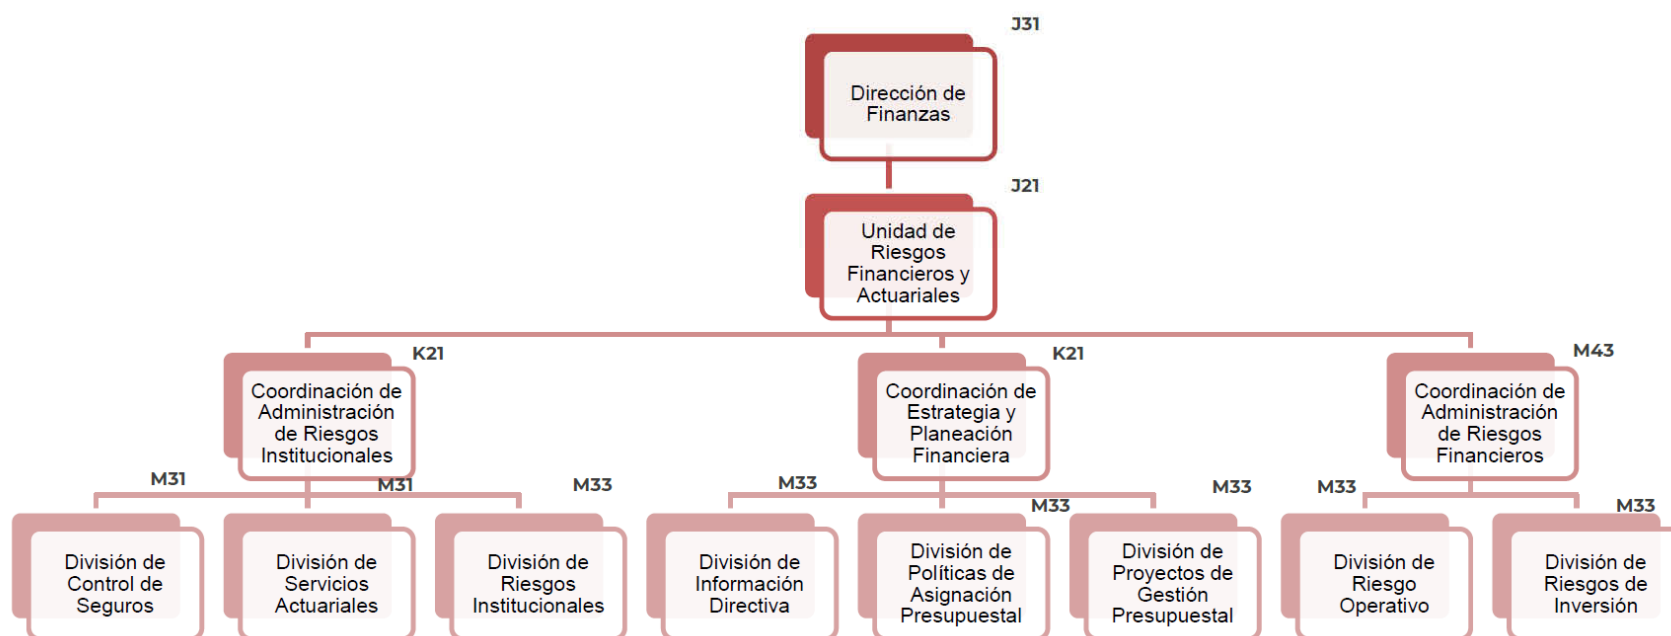 J31
Dirección de
Finanzas
J21
Unidad de
Riesgos
Financieros y
Actuariales
K21
Coordinación de
Administración
de Riesgos
Institucionales
K21
Coordinación de
Estrategia y
Planeación
Financiera
M43
Coordinación de
Administración
de Riesgos
Financieros
M31
División de
Control de
Seguros
M31
División de
Servicios
Actuariales
M33
División de
Riesgos
Institucionales
M33
División de
Información
Directiva
M33
División de
Políticas de
Asignación
Presupuestal
M33
División de
Proyectos de
Gestión
Presupuestal
M33
División de
Riesgo
Operativo
M33
División de
Riesgos de
Inversión